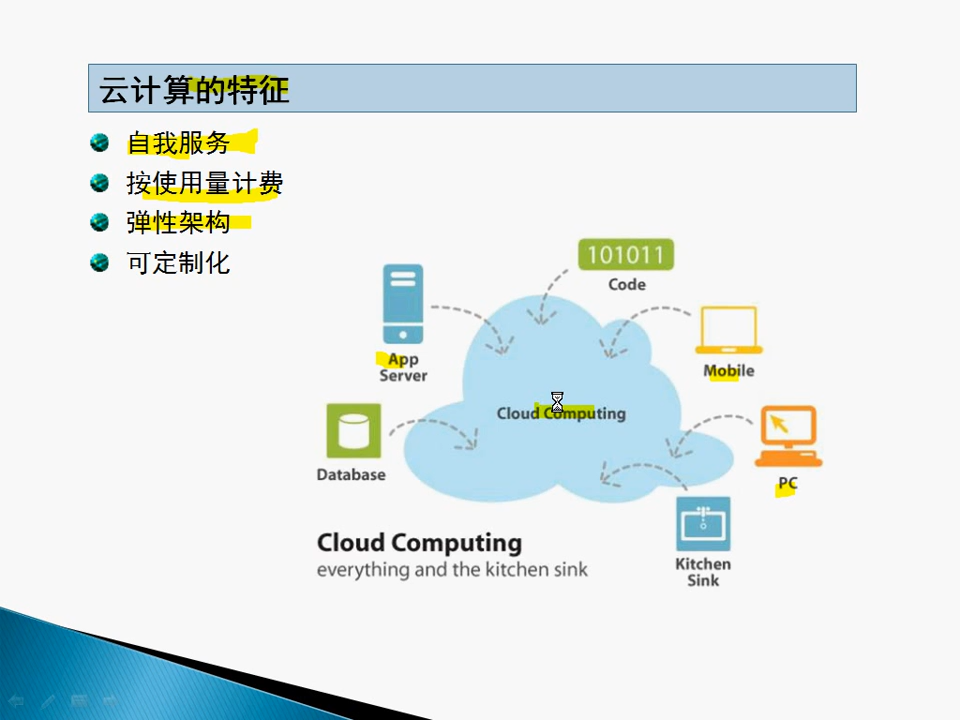 云计算的特征
自我服务
按使用量计费
弹性架构
可定制化
101011
Code
App
Server
Mobile
Cloud Computing
Database
PC
Kitchen
Sink
Cloud Computing
everything and the kitchen sink